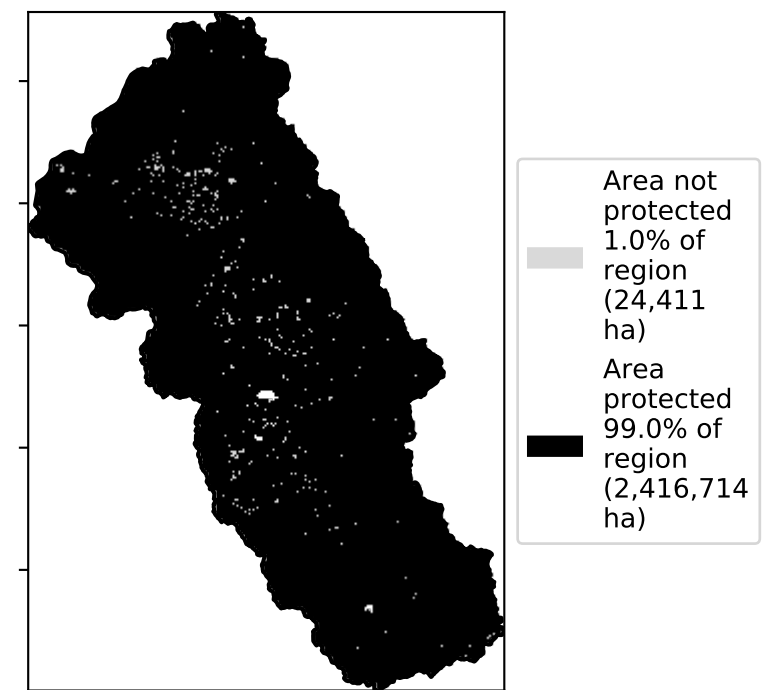 Area not
protected
1.0% of
region
(24,411
ha)
Area
protected
99.0% of
region
(2,416,714
ha)